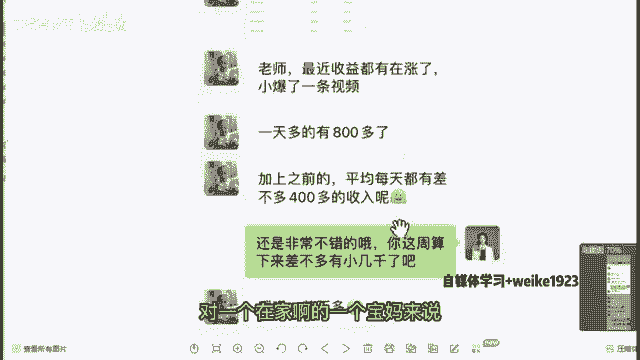 老师，最近收益都有在涨了，
小爆了一条视频
一天多的有800多了
加上之前的，平均每天都有差
不多400多的收入呢
还是非常不错的哦，你这周算
下来差不多有小几千了吧
自媒体学习+weike1923
对一个在家啊的一个宝妈来说
查看所有图片